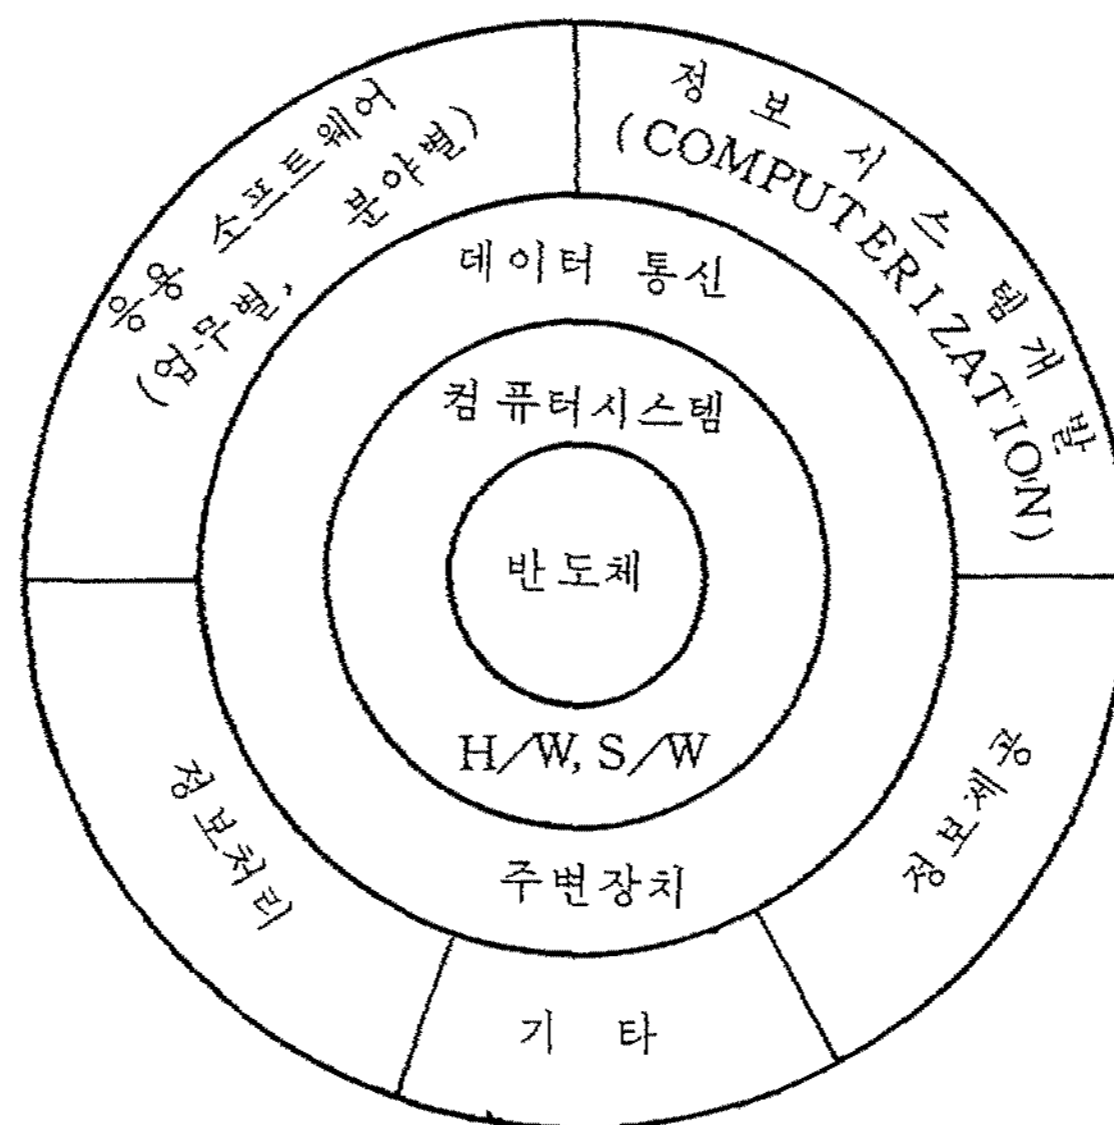 응용 소프트웨어
(업무별, 분야별)
정보시스템개발
(COMPUTERIZATION)
데이터 통신
컴퓨터시스템
반도체
H/W, S/W
주변장치
정보처리
기타
정보제공